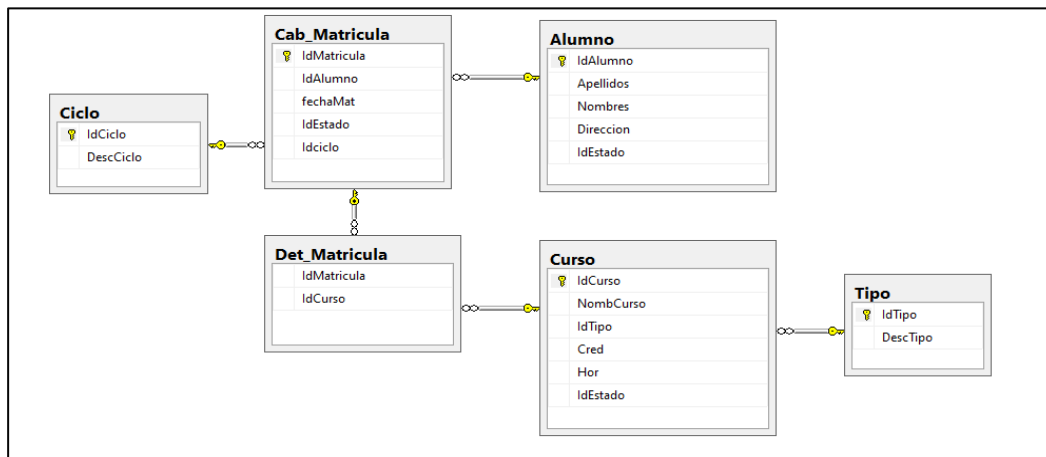 Cab_Matricula
IdMatricula
IdAlumno
fechaMat
IdEstado
Idciclo
Alumno
IdAlumno
Apellidos
Nombres
Direccion
IdEstado
Ciclo
IdCiclo
DescCiclo
Det_Matricula
IdMatricula
IdCurso
Curso
IdCurso
NombCurso
IdTipo
Cred
Hor
IdEstado
Tipo
IdTipo
DescTipo